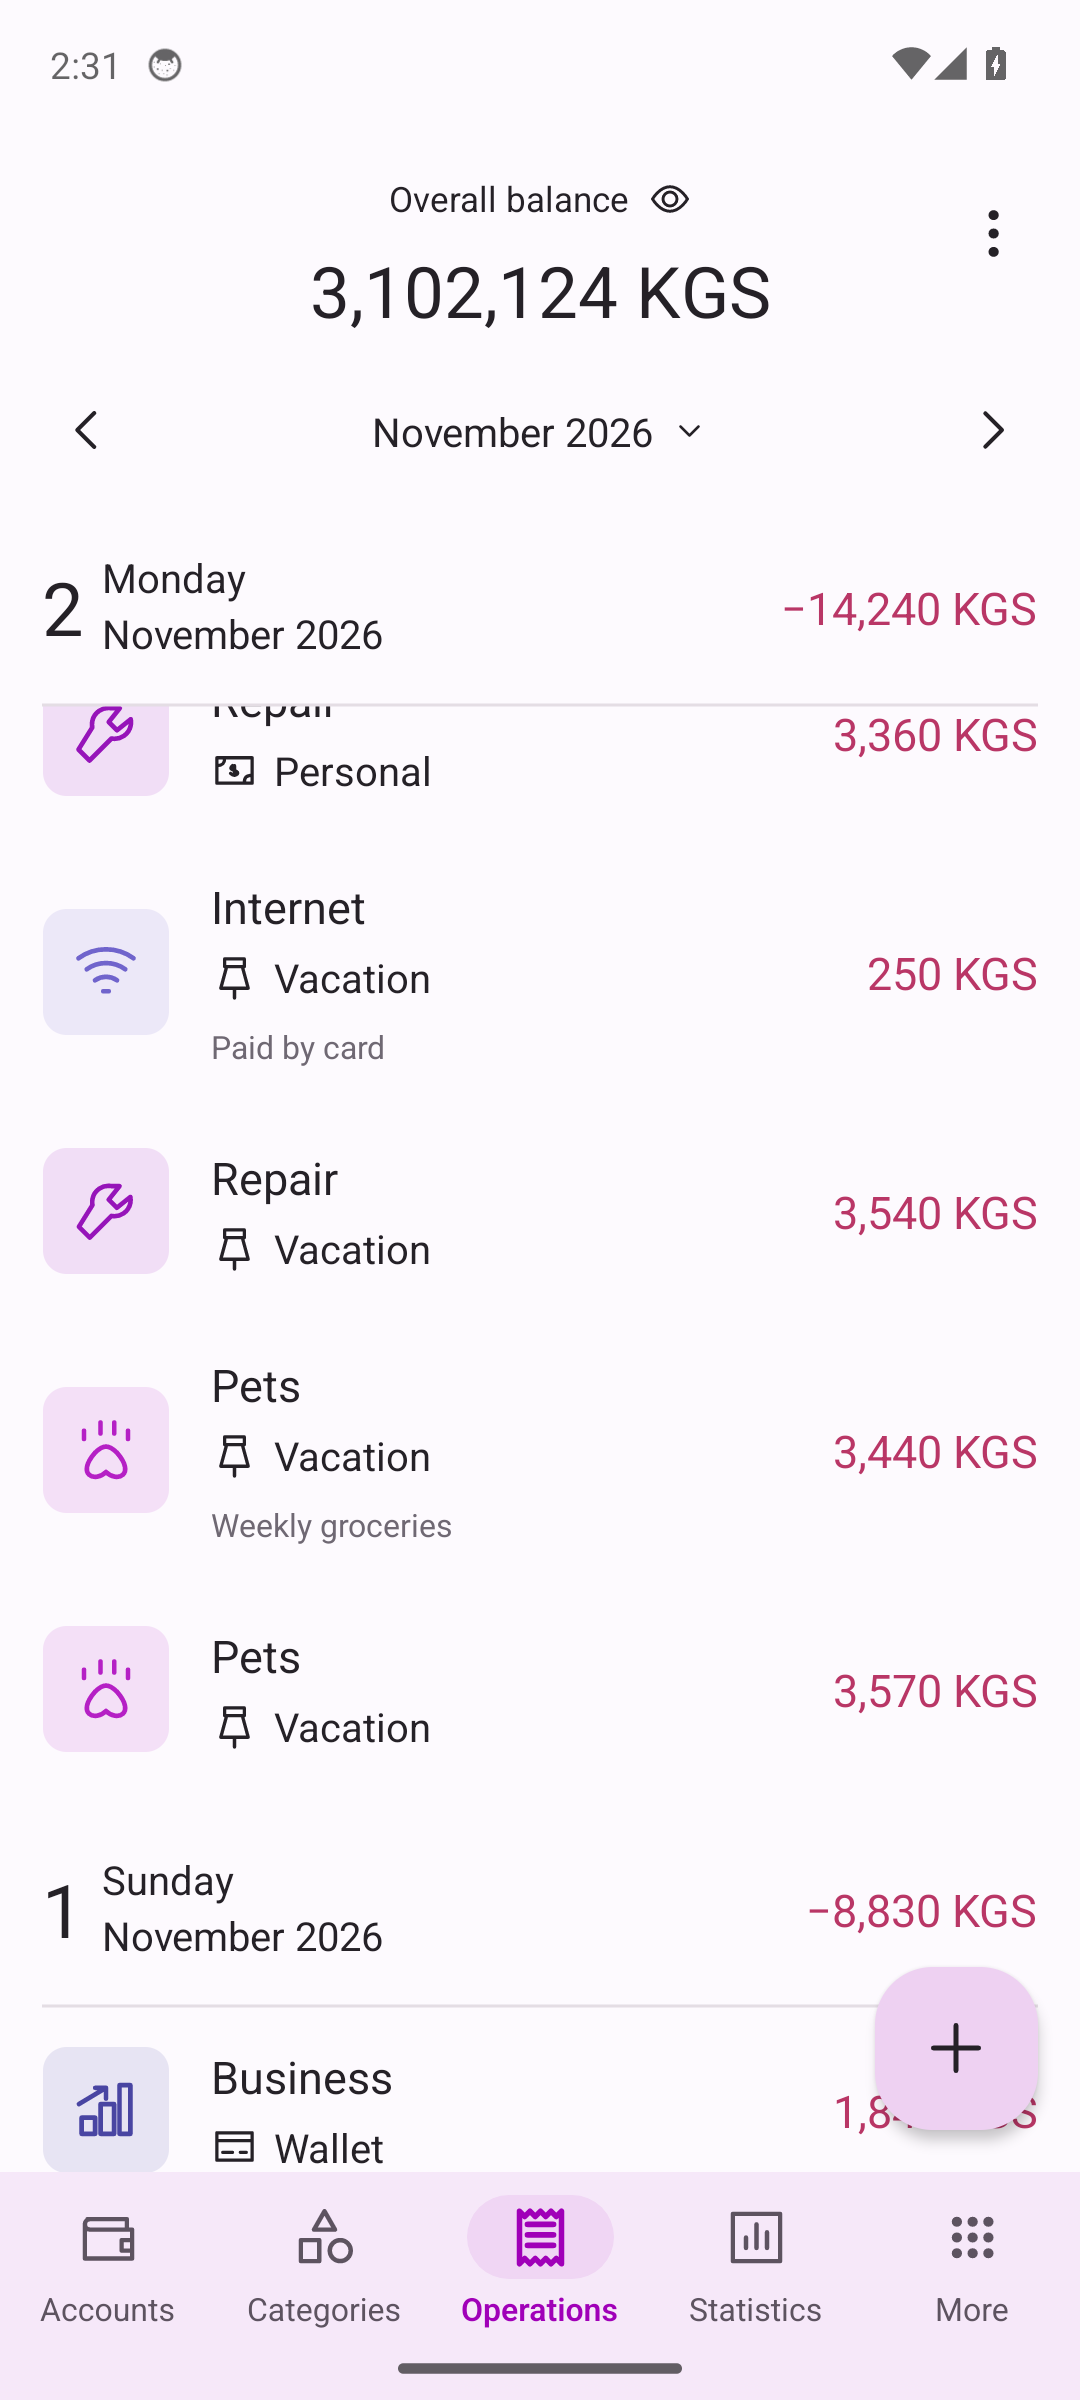 2:31
Overall balance
3,102,124 KGS
November 2026
2
Monday
November 2026
−14,240 KGS
Repair
3,360 KGS
Personal
Internet
Vacation
250 KGS
Paid by card
Repair
Vacation
3,540 KGS
Pets
Vacation
3,440 KGS
Weekly groceries
Pets
Vacation
3,570 KGS
1
Sunday
November 2026
−8,830 KGS
Business
Wallet
Accounts
Categories
Operations
Statistics
More